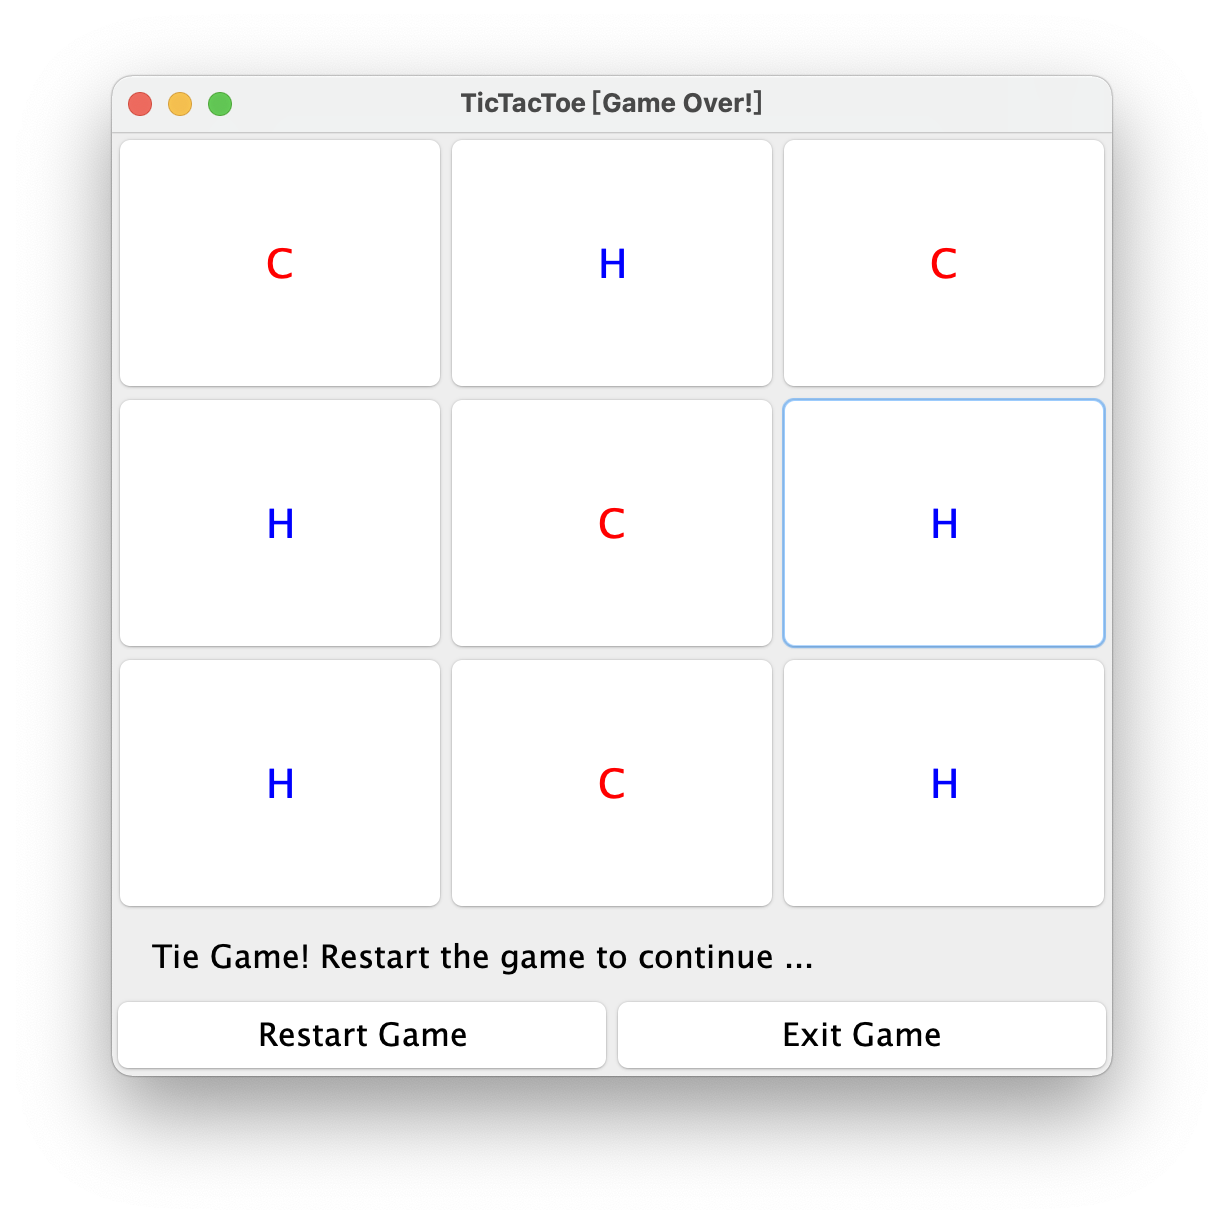 TicTacToe [Game Over!]
C H C
H C H
H C H
Tie Game! Restart the game to continue ...
Restart Game Exit Game